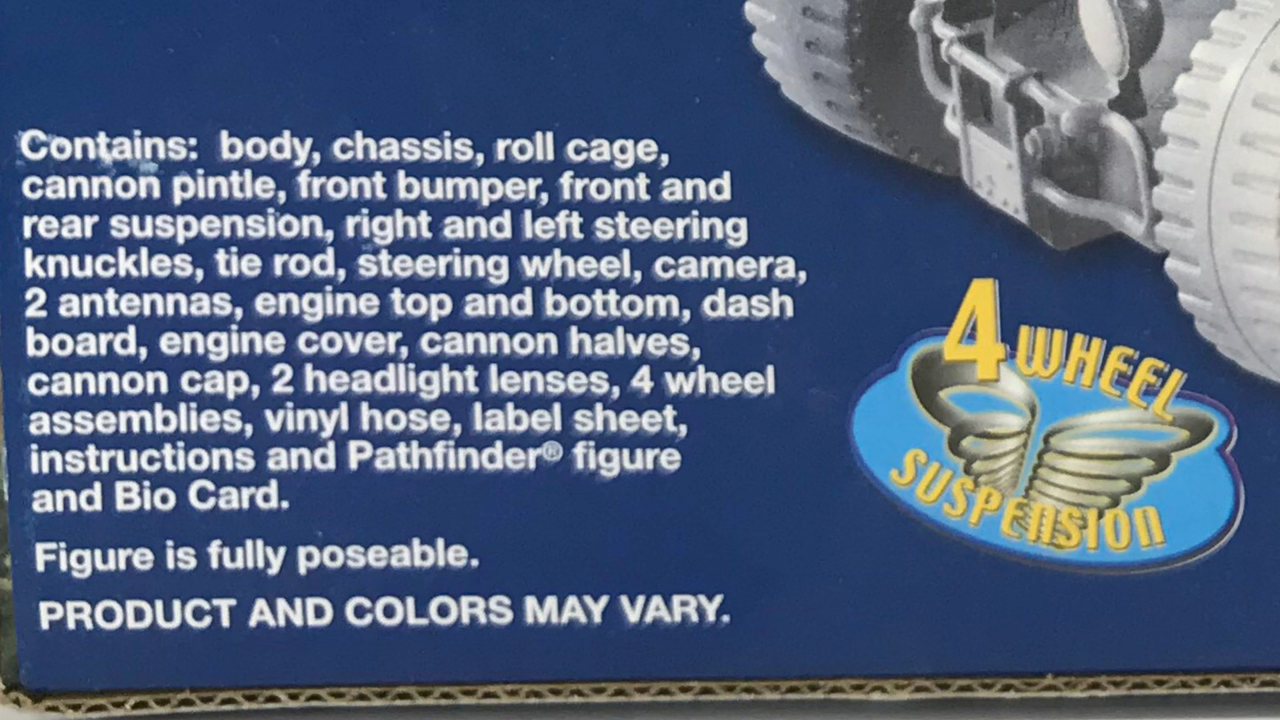 Contains:  body, chassis, roll cage,
cannon pintle, front bumper, front and
rear suspension, right and left steering
knuckles, tie rod, steering wheel, camera,
2 antennas, engine top and bottom, dash
board, engine cover, cannon halves,
cannon cap, 2 headlight lenses, 4 wheel
assemblies, vinyl hose, label sheet,
instructions and Pathfinder® figure
and Bio Card.
Figure is fully poseable.
PRODUCT AND COLORS MAY VARY.
4 WHEEL
SUSPENSION